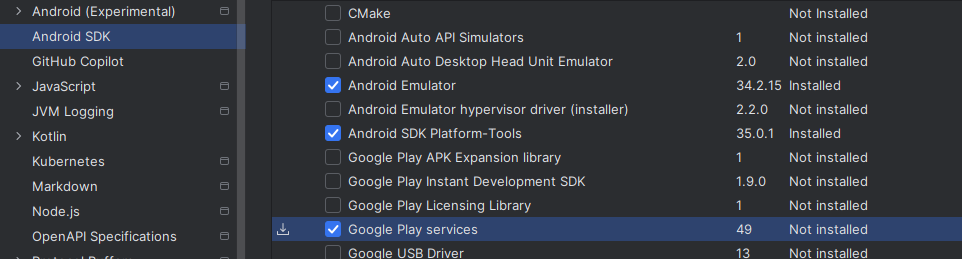 Android (Experimental)
Android SDK
GitHub Copilot
JavaScript
JVM Logging
Kotlin
Kubernetes
Markdown
Node.js
OpenAPI Specifications
CMake Not Installed
Android Auto API Simulators 1 Not installed
Android Auto Desktop Head Unit Emulator 2.0 Not installed
Android Emulator 34.2.15 Installed
Android Emulator hypervisor driver (installer) 2.2.0 Not installed
Android SDK Platform-Tools 35.0.1 Installed
Google Play APK Expansion library 1 Not installed
Google Play Instant Development SDK 1.9.0 Not installed
Google Play Licensing Library 1 Not installed
Google Play services 49 Not installed
Google USB Driver 13 Not installed